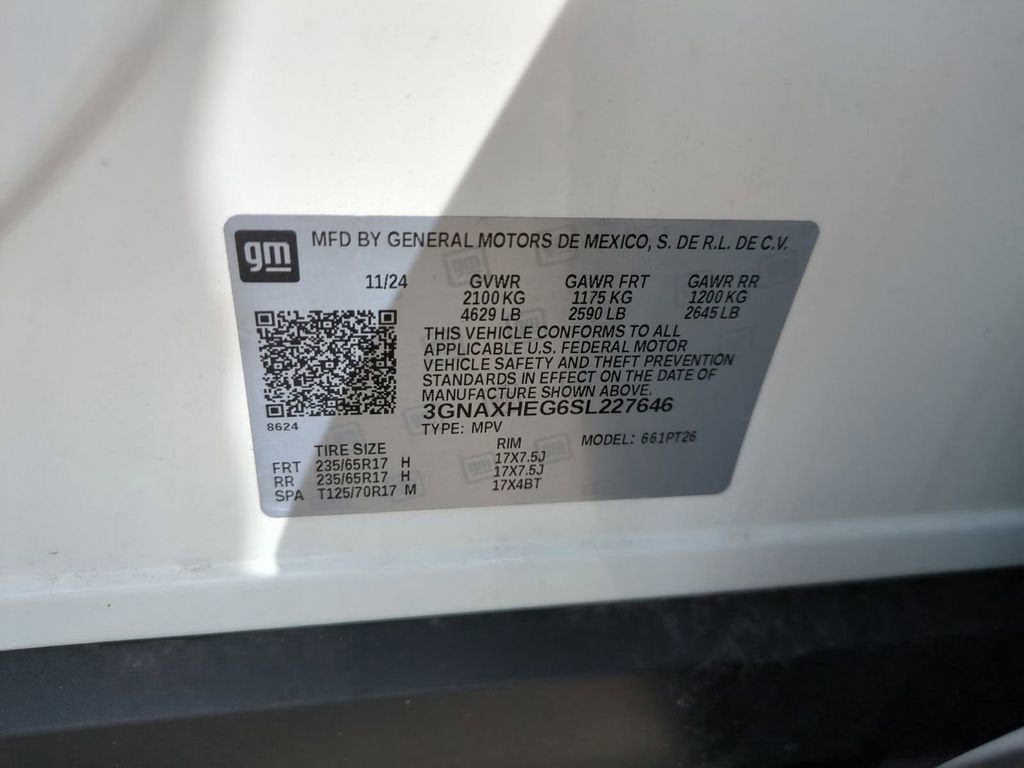 gm
MFD BY GENERAL MOTORS DE MEXICO, S. DE R.L. DE C.V.
11/24 GVWR GAWR FRT GAWR RR
2100 KG 1175 KG 1200 KG
4629 LB 2590 LB 2645 LB
THIS VEHICLE CONFORMS TO ALL
APPLICABLE U.S. FEDERAL MOTOR
VEHICLE SAFETY AND THEFT PREVENTION
STANDARDS IN EFFECT ON THE DATE OF
MANUFACTURE SHOWN ABOVE.
3GNAXHEG6SL227646
8624
TYPE: MPV MODEL: 661PT26
TIRE SIZE RIM
FRT 235/65R17 H 17X7.5J
RR 235/65R17 H 17X7.5J
SPA T125/70R17 M 17X4BT